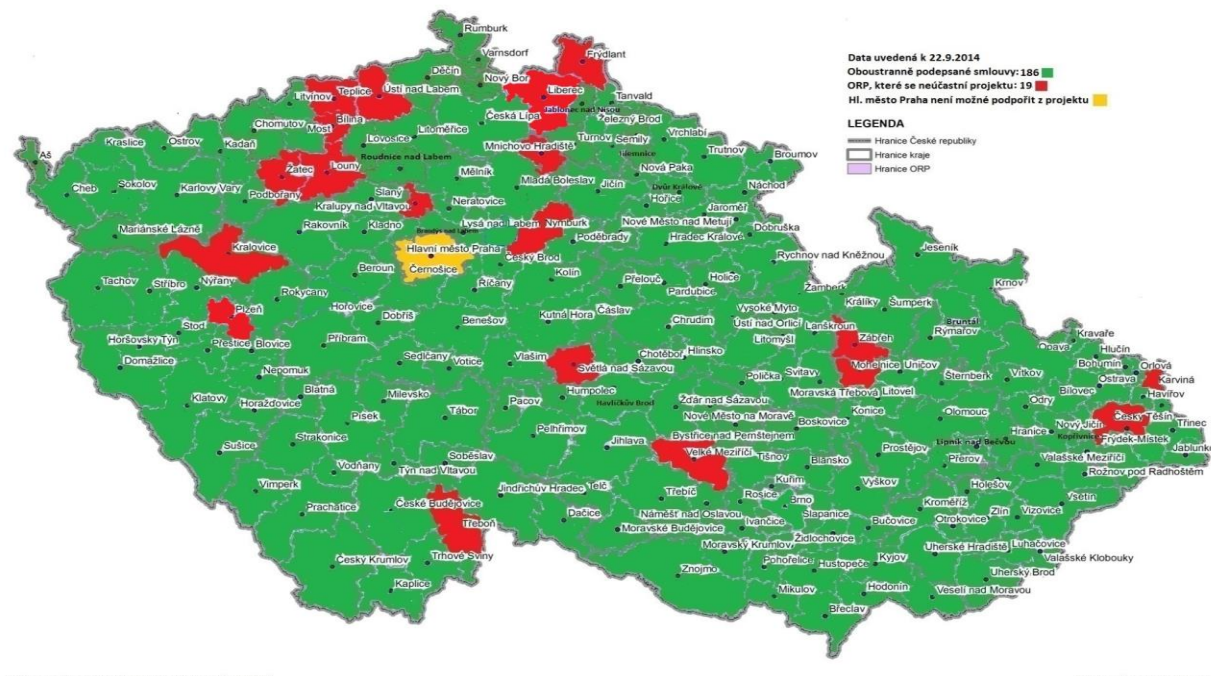 Data uvedená k 22.9.2014
Oboustranně podepsané smlouvy: 186
ORP, které se neúčastní projektu: 19
Hl. město Praha není možné podpořit z projektu
LEGENDA
Hranice České republiky
Hranice kraje
Hranice ORP
Rumburk
Varnsdorf
Frýdlant
Děčín
Nový Bor
Litvínov
Teplice
Ústí nad Labem
Liberec
Tanvald
Jablonec nad Nisou
Bílina
Železný Brod
Chomutov
Most
Litoměřice
Česká Lípa
Kraslice
Ostrov
Kadaň
Lovosice
Turnov
Semily
Vrchlabí
Mnichovo Hradiště
Trutnov
Aš
Roudnice nad Labem
Jilemnice
Broumov
Žatec
Louny
Mělník
Nová Paka
Cheb
Sokolov
Karlovy Vary
Podbořany
Slaný
Mladá Boleslav
Jičín
Dvůr Králové
Náchod
Kralupy nad Vltavou
Neratovice
Hořice
Jaroměř
Rakovník
Kladno
Lysá nad Labem
Nymburk
Nové Město nad Metují
Mariánské Lázně
Brandýs nad Labem
Poděbrady
Hradec Králové
Dobruška
Kralovice
Hlavní město Praha
Jeseník
Český Brod
Rychnov nad Kněžnou
Tachov
Stříbro
Nýřany
Beroun
Černošice
Kolín
Říčany
Přelouč
Holice
Krnov
Pardubice
Žamberk
Rokycany
Králíky
Šumperk
Plzeň
Hořovice
Dobříš
Kutná Hora
Čáslav
Vysoké Mýto
Bruntál
Stod
Benešov
Chrudim
Ústí nad Orlicí
Lanškroun
Rýmařov
Kravaře
Horšovský Týn
Přeštice
Blovice
Příbram
Litomyšl
Zábřeh
Opava
Hlučín
Domažlice
Sedlčany
Votice
Vlašim
Chotěboř
Hlinsko
Bohumín
Orlová
Nepomuk
Světlá nad Sázavou
Svitavy
Mohelnice
Uničov
Karviná
Polička
Šternberk
Vítkov
Ostrava
Klatovy
Blatná
Milevsko
Humpolec
Moravská Třebová
Litovel
Bílovec
Havířov
Horažďovice
Pacov
Havlíčkův Brod
Žďár nad Sázavou
Odry
Písek
Tábor
Nové Město na Moravě
Konice
Olomouc
Český Těšín
Pelhřimov
Boskovice
Nový Jičín
Třinec
Strakonice
Bystřice nad Pernštejnem
Hranice
Kopřivnice
Frýdek-Místek
Sušice
Jihlava
Prostějov
Lipník nad Bečvou
Jablunko
Soběslav
Velké Meziříčí
Tišnov
Přerov
Valašské Meziříčí
Vodňany
Týn nad Vltavou
Blansko
Rožnov pod Radhoštěm
Vimperk
Jindřichův Hradec
Telč
Třebíč
Kuřim
Vyškov
Holešov
Prachatice
České Budějovice
Rosice
Brno
Kroměříž
Vsetín
Dačice
Náměšť nad Oslavou
Šlapanice
Zlín
Vizovice
Třeboň
Moravské Budějovice
Ivančice
Bučovice
Otrokovice
Židlochovice
Moravský Krumlov
Uherské Hradiště
Luhačovice
Český Krumlov
Trhové Sviny
Pohořelice
Hustopeče
Kyjov
Valašské Klobouky
Znojmo
Uherský Brod
Kaplice
Mikulov
Hodonín
Veselí nad Moravou
Břeclav